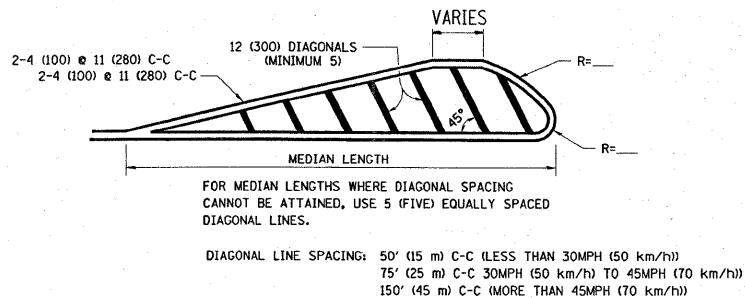 VARIES
12 (300) DIAGONALS
(MINIMUM 5)
2-4 (100) @ 11 (280) C-C
2-4 (100) @ 11 (280) C-C
R=__
45°
R=__
MEDIAN LENGTH
FOR MEDIAN LENGTHS WHERE DIAGONAL SPACING
CANNOT BE ATTAINED, USE 5 (FIVE) EQUALLY SPACED
DIAGONAL LINES.
DIAGONAL LINE SPACING: 50' (15 m) C-C (LESS THAN 30MPH (50 km/h))
75' (25 m) C-C 30MPH (50 km/h) TO 45MPH (70 km/h))
150' (45 m) C-C (MORE THAN 45MPH (70 km/h))